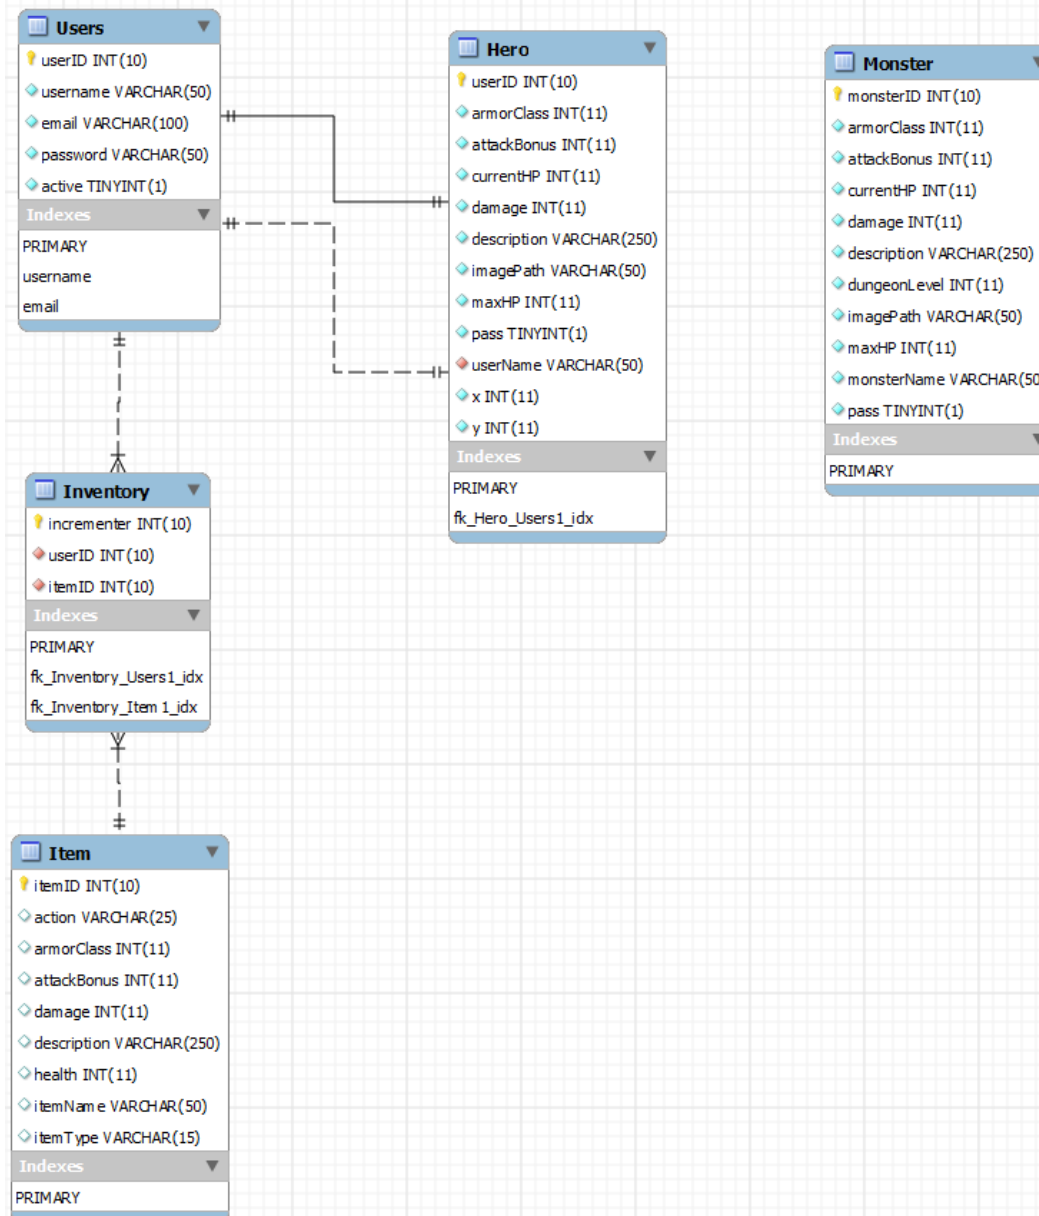 Users
userID INT(10)
username VARCHAR(50)
email VARCHAR(100)
password VARCHAR(50)
active TINYINT(1)
Indexes
PRIMARY
username
email
Hero
userID INT(10)
armorClass INT(11)
attackBonus INT(11)
currentHP INT(11)
damage INT(11)
description VARCHAR(250)
imagePath VARCHAR(50)
maxHP INT(11)
pass TINYINT(1)
userName VARCHAR(50)
x INT(11)
y INT(11)
Indexes
PRIMARY
fk_Hero_Users1_idx
Monster
monsterID INT(10)
armorClass INT(11)
attackBonus INT(11)
currentHP INT(11)
damage INT(11)
description VARCHAR(250)
dungeonLevel INT(11)
imagePath VARCHAR(50)
maxHP INT(11)
monsterName VARCHAR(50
pass TINYINT(1)
Indexes
PRIMARY
Inventory
incrementer INT(10)
userID INT(10)
itemID INT(10)
Indexes
PRIMARY
fk_Inventory_Users1_idx
fk_Inventory_Item1_idx
Item
itemID INT(10)
action VARCHAR(25)
armorClass INT(11)
attackBonus INT(11)
damage INT(11)
description VARCHAR(250)
health INT(11)
itemName VARCHAR(50)
itemType VARCHAR(15)
Indexes
PRIMARY